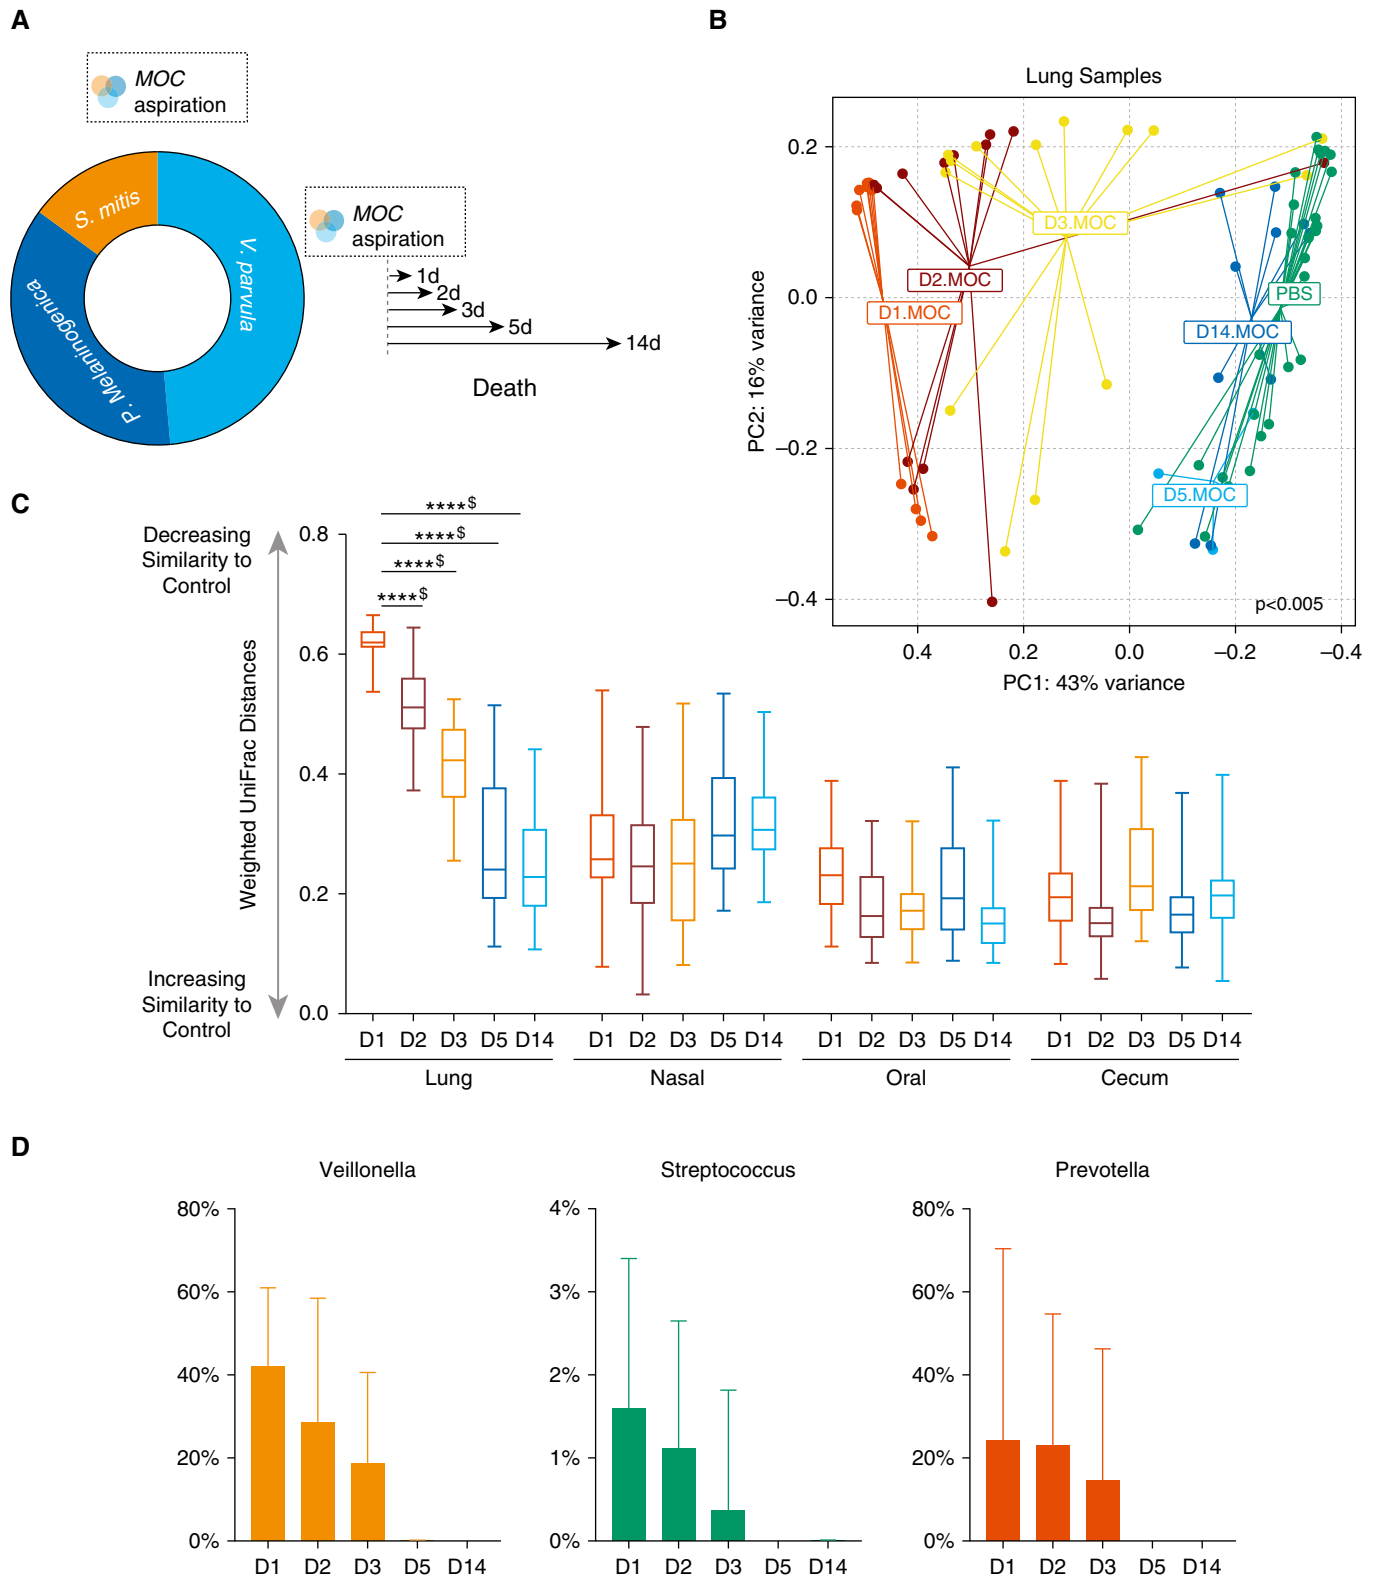 A
MOC
aspiration
S. mitis
V. parvula
P. Melaninogenica
MOC
aspiration
1d
2d
3d
5d
14d
Death
B
Lung Samples
PC2: 16% variance
0.2
0.0
–0.2
–0.4
D3.MOC
D2.MOC
D1.MOC
PBS
D14.MOC
D5.MOC
p<0.005
0.4 0.2 0.0 –0.2 –0.4
PC1: 43% variance
C
Decreasing
Similarity to
Control
Increasing
Similarity to
Control
Weighted UniFrac Distances
0.8
0.6
0.4
0.2
0.0
****$
****$
****$
****$
D1 D2 D3 D5 D14 D1 D2 D3 D5 D14 D1 D2 D3 D5 D14 D1 D2 D3 D5 D14
Lung Nasal Oral Cecum
D
Veillonella
80%
60%
40%
20%
0%
D1 D2 D3 D5 D14
Streptococcus
4%
3%
2%
1%
0%
D1 D2 D3 D5 D14
Prevotella
80%
60%
40%
20%
0%
D1 D2 D3 D5 D14